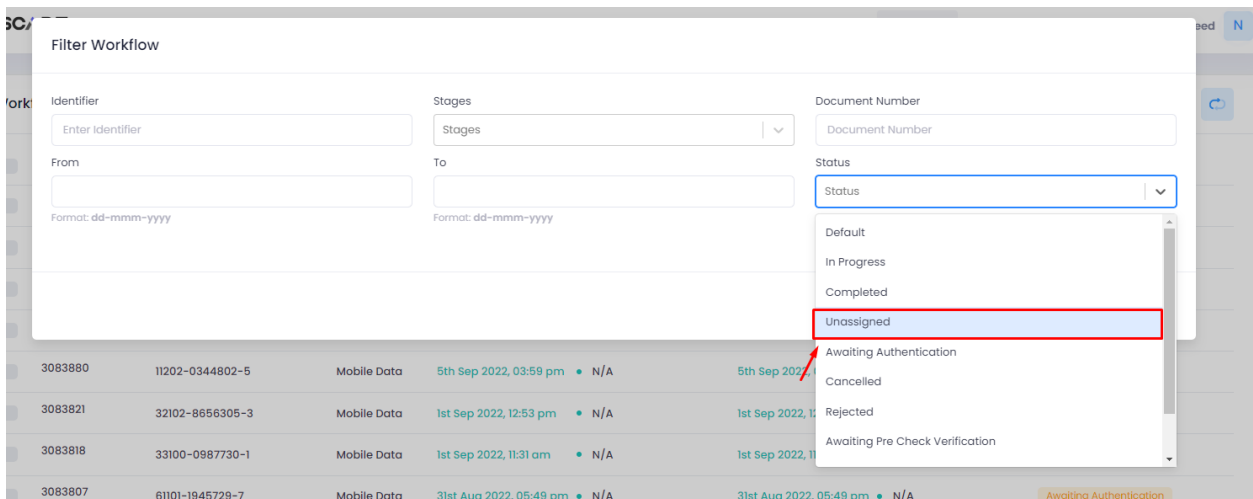 Filter Workflow
eed N
Identifier Stages Document Number
Enter Identifier Stages Document Number
From To Status
Status
Format: dd-mmm-yyyy Format: dd-mmm-yyyy
Default
In Progress
Completed
Unassigned
Awaiting Authentication
Cancelled
Rejected
Awaiting Pre Check Verification
3083880 11202-0344802-5 Mobile Data 5th Sep 2022, 03:59 pm N/A 5th Sep 2022,
3083821 32102-8656305-3 Mobile Data 1st Sep 2022, 12:53 pm N/A 1st Sep 2022, 12
3083818 33100-0987730-1 Mobile Data 1st Sep 2022, 11:31 am N/A 1st Sep 2022, 11
3083807 61101-1945729-7 Mobile Data 31st Aug 2022, 05:49 pm N/A 31st Aug 2022, 05:49 pm N/A Awaiting Authentication